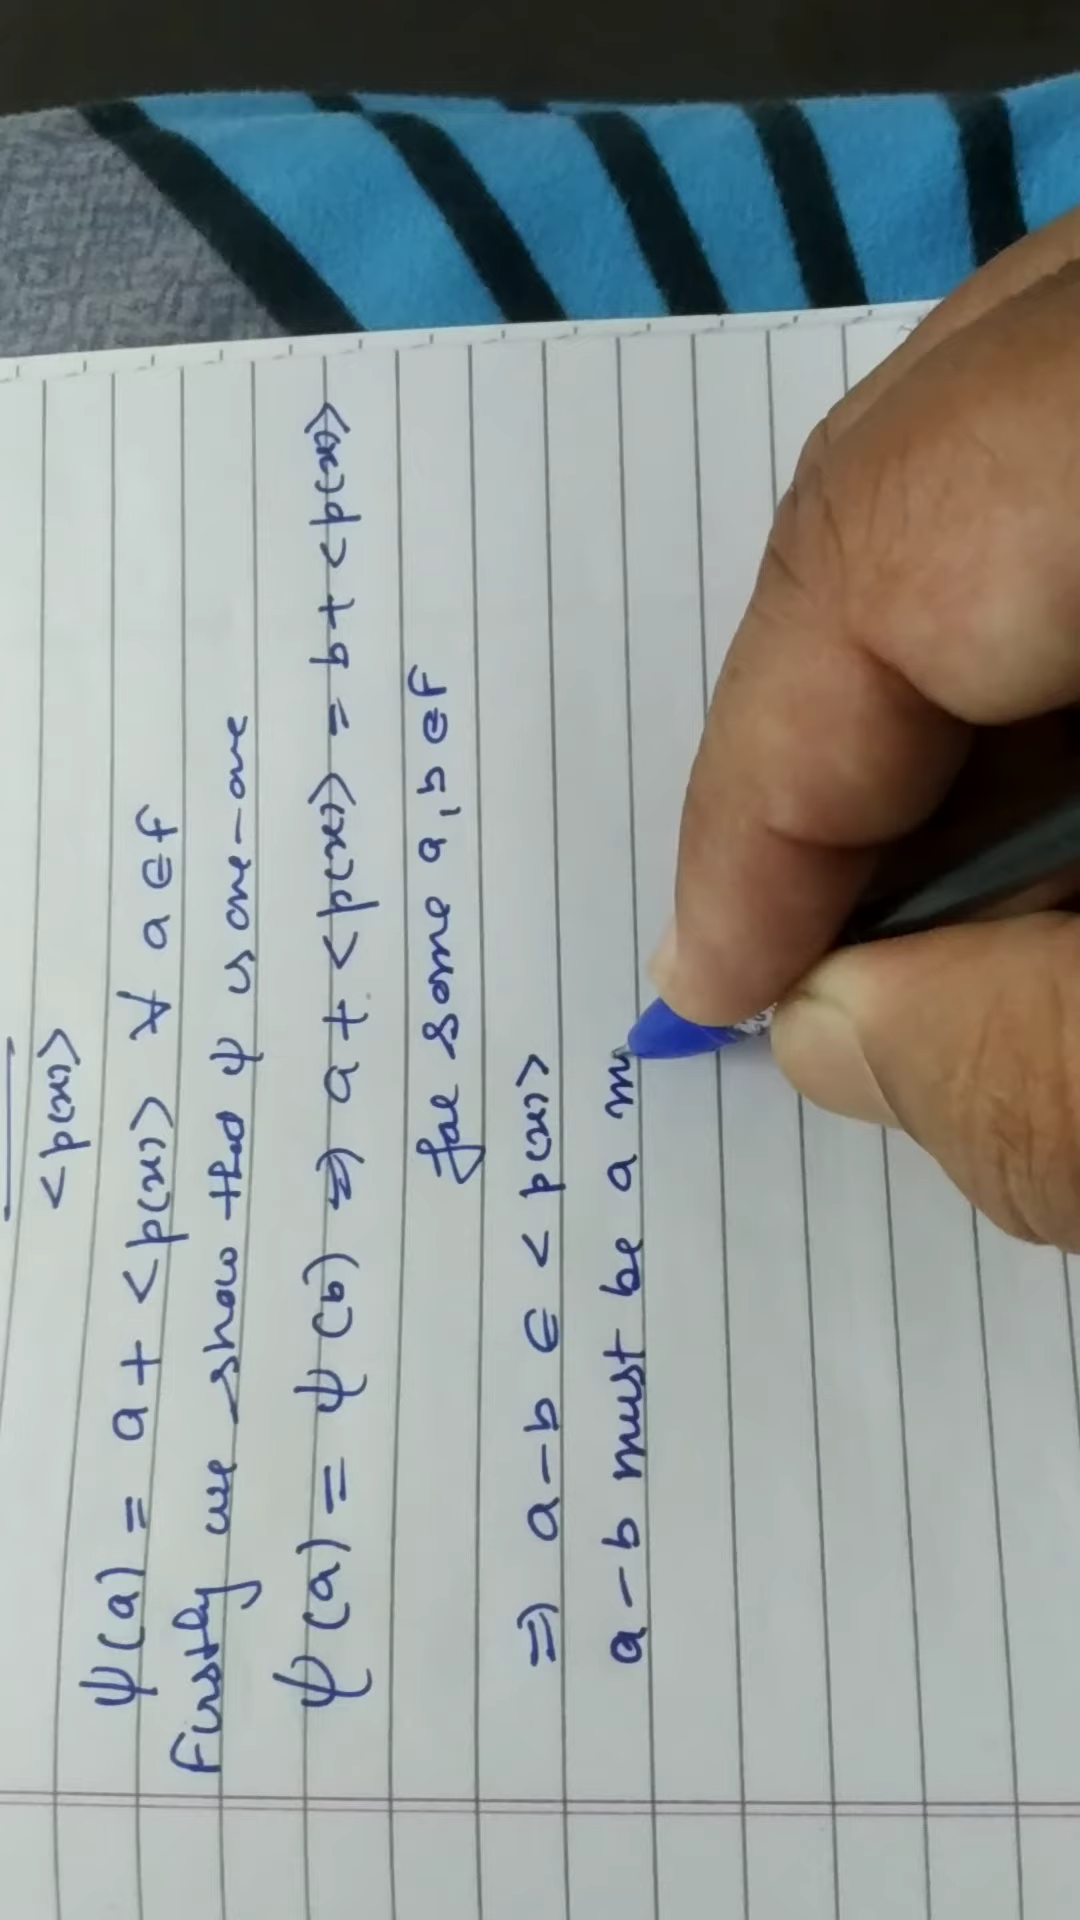 <p(x)>
ψ(a) = a + <p(x)> ∀ a ∈ F
Firstly we show that ψ is one-one
ψ(a) = ψ(b) ⇒ a + <p(x)> = b + <p(x)>
for some a, b ∈ F
⇒ a - b ∈ <p(x)>
a - b must be a m